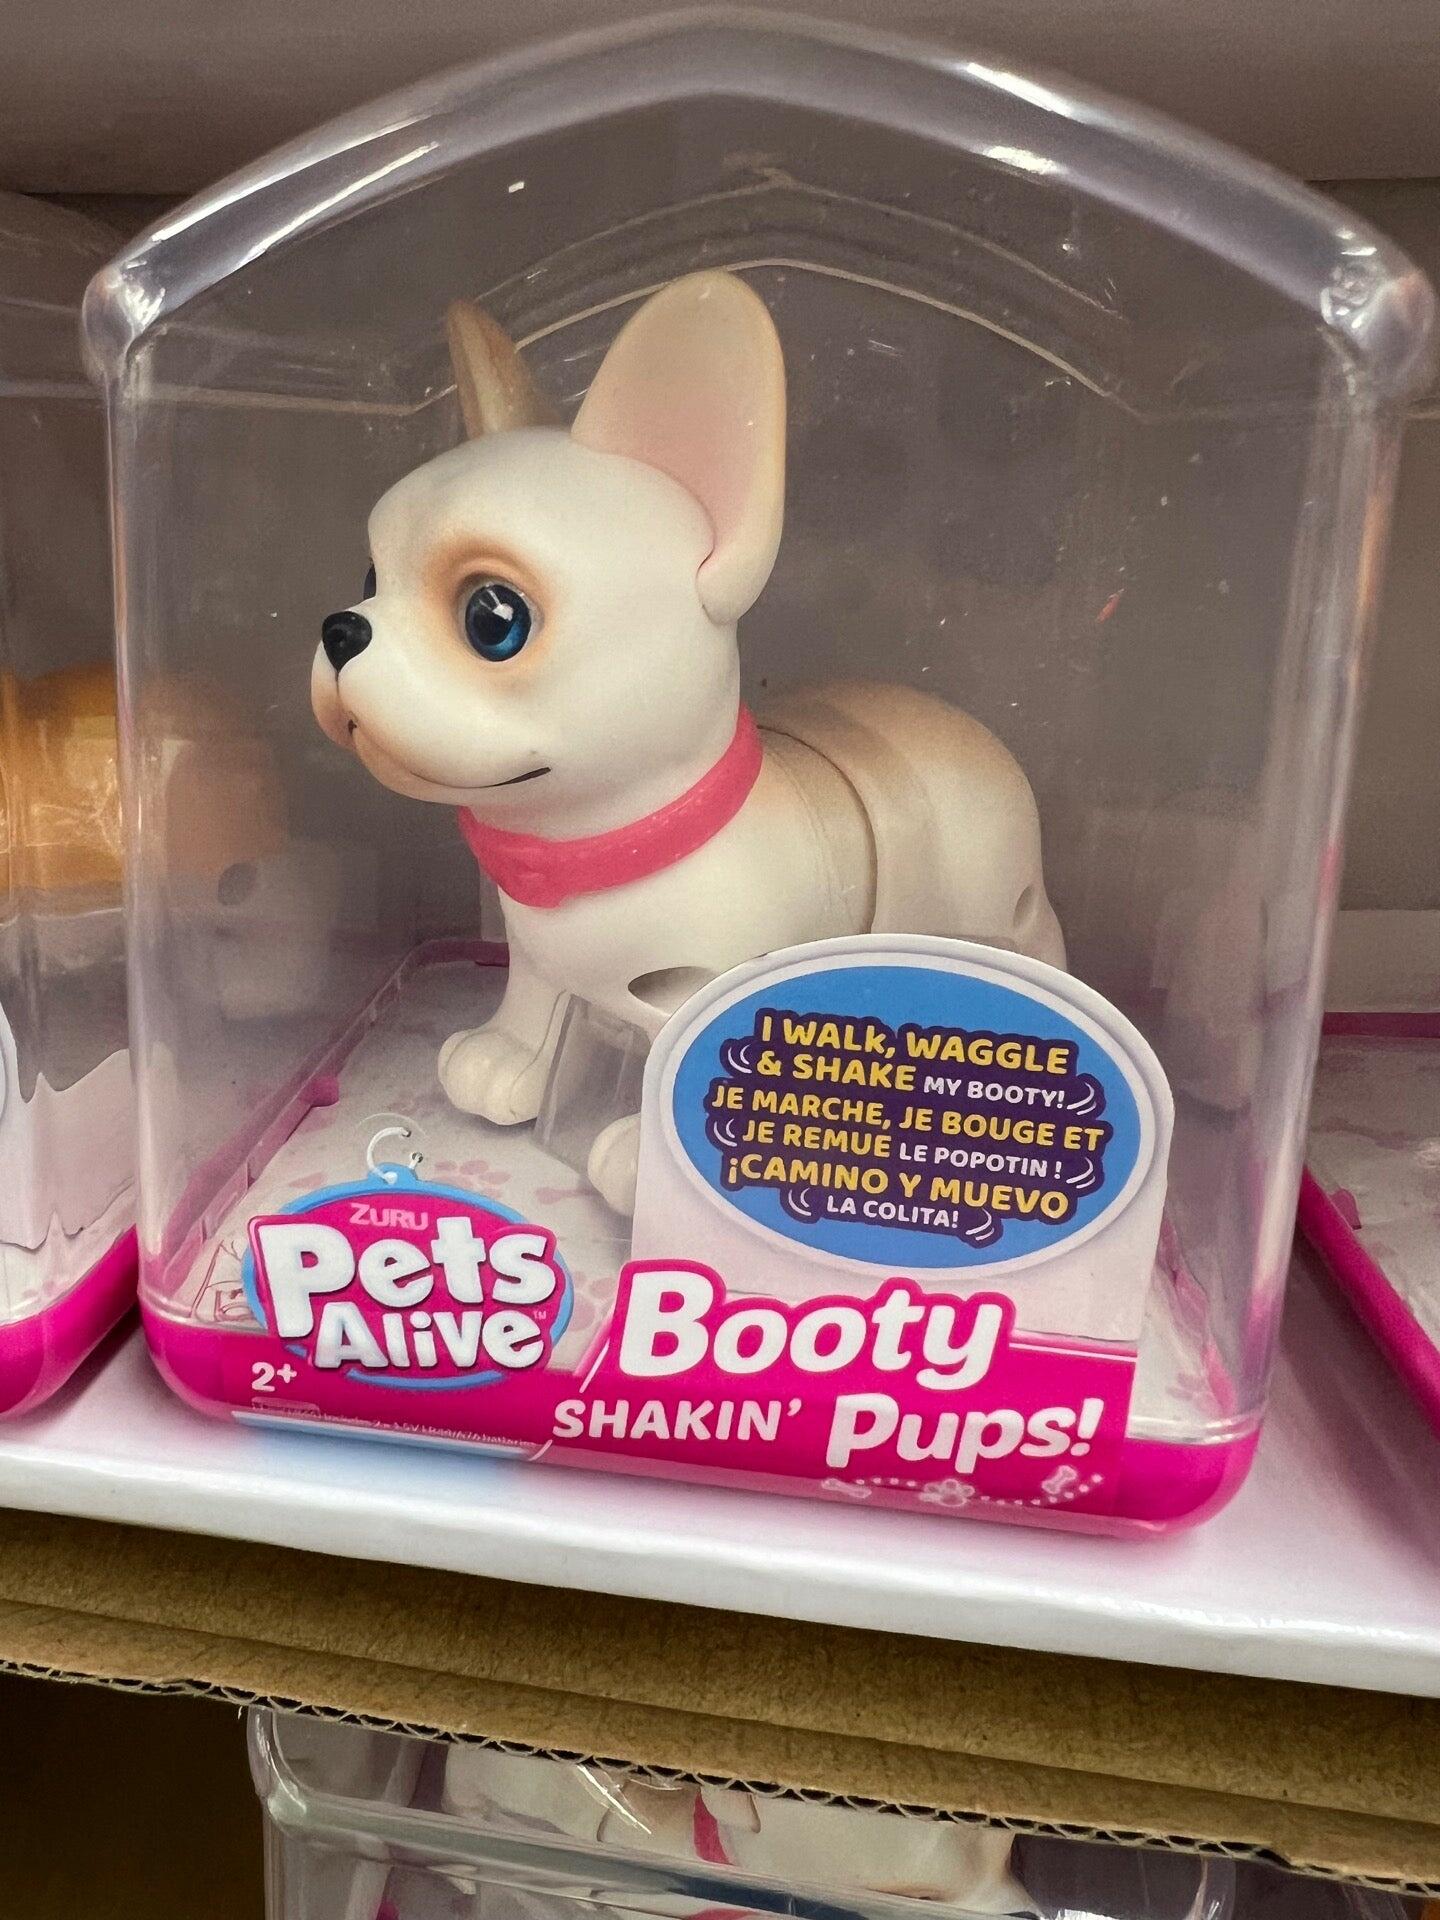 I WALK, WAGGLE
& SHAKE MY BOOTY!
JE MARCHE, JE BOUGE ET
JE REMUE LE POPOTIN !
¡CAMINO Y MUEVO
LA COLITA!
ZURU
Pets
Alive™
2+
Booty
SHAKIN' Pups!